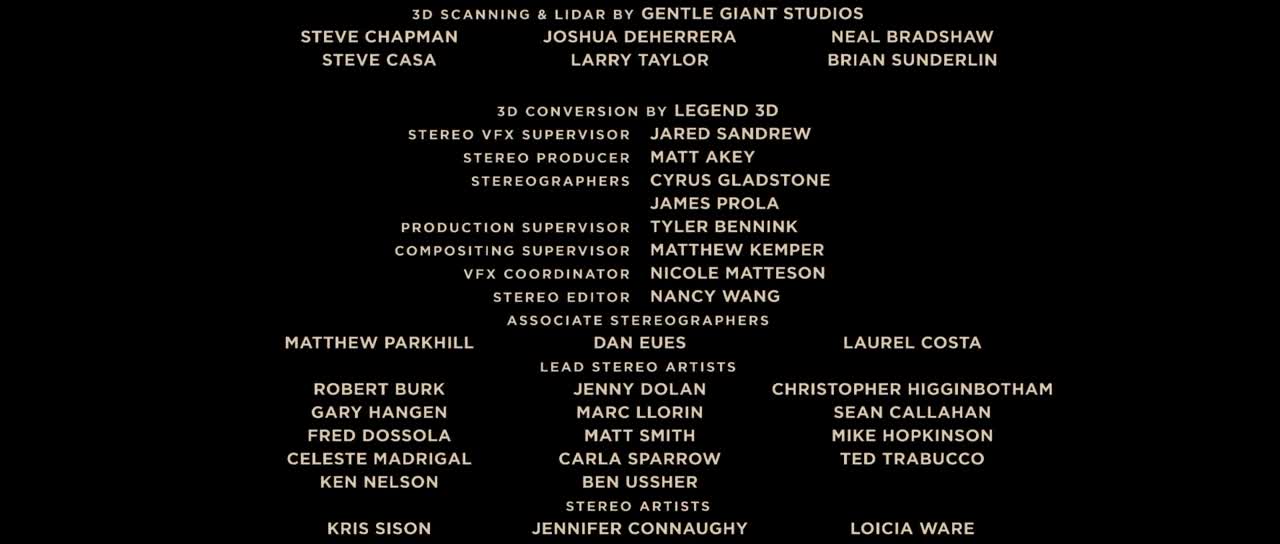 3D SCANNING & LIDAR BY GENTLE GIANT STUDIOS
STEVE CHAPMAN JOSHUA DEHERRERA NEAL BRADSHAW
STEVE CASA LARRY TAYLOR BRIAN SUNDERLIN
3D CONVERSION BY LEGEND 3D
STEREO VFX SUPERVISOR JARED SANDREW
STEREO PRODUCER MATT AKEY
STEREOGRAPHERS CYRUS GLADSTONE
JAMES PROLA
PRODUCTION SUPERVISOR TYLER BENNINK
COMPOSITING SUPERVISOR MATTHEW KEMPER
VFX COORDINATOR NICOLE MATTESON
STEREO EDITOR NANCY WANG
ASSOCIATE STEREOGRAPHERS
MATTHEW PARKHILL DAN EUES LAUREL COSTA
LEAD STEREO ARTISTS
ROBERT BURK JENNY DOLAN CHRISTOPHER HIGGINBOTHAM
GARY HANGEN MARC LLORIN SEAN CALLAHAN
FRED DOSSOLA MATT SMITH MIKE HOPKINSON
CELESTE MADRIGAL CARLA SPARROW TED TRABUCCO
KEN NELSON BEN USSHER
STEREO ARTISTS
KRIS SISON JENNIFER CONNAUGHY LOICIA WARE